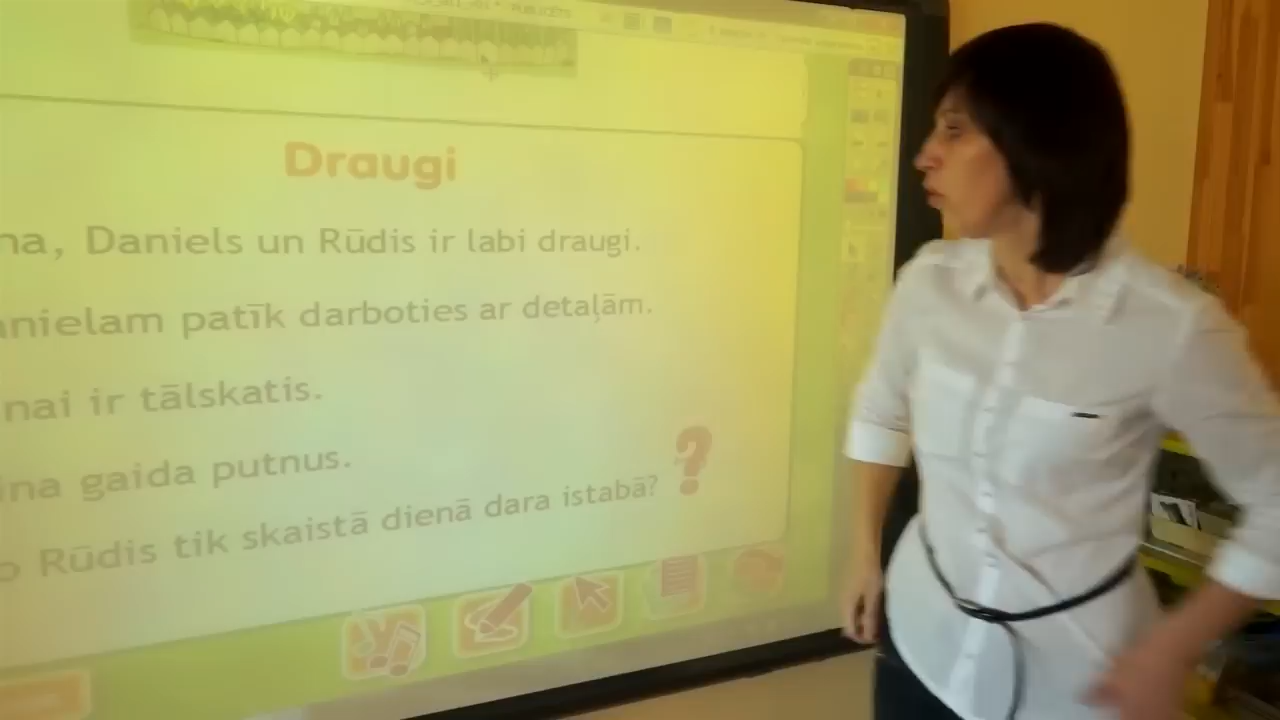 Draugi
na, Daniels un Rūdis ir labi draugi.
anielam patīk darboties ar detaļām.
nai ir tālskatis.
ina gaida putnus.
o Rūdis tik skaistā dienā dara istabā?
?